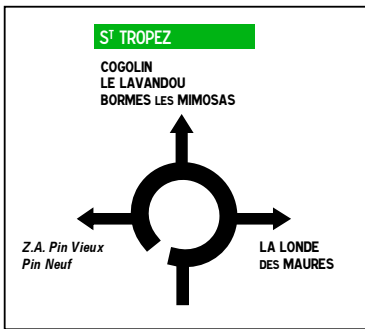 Sᵀ TROPEZ
COGOLIN
LE LAVANDOU
BORMES LES MIMOSAS
Z.A. Pin Vieux
Pin Neuf
LA LONDE
DES MAURES